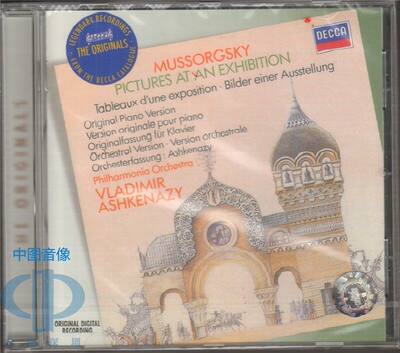 LEGENDARY RECORDINGS
THE ORIGINALS
FROM THE DECCA CATALOGUE
DECCA
MUSSORGSKY
PICTURES AT AN EXHIBITION
Tableaux d'une exposition · Bilder einer Ausstellung
Original Piano Version
Version originale pour piano
Originalfassung für Klavier
Orchestral Version · Version orchestrale
Orchesterfassung: Ashkenazy
Philharmonia Orchestra
VLADIMIR
ASHKENAZY
THE ORIGINALS
中图音像
ORIGINAL DIGITAL
RECORDING